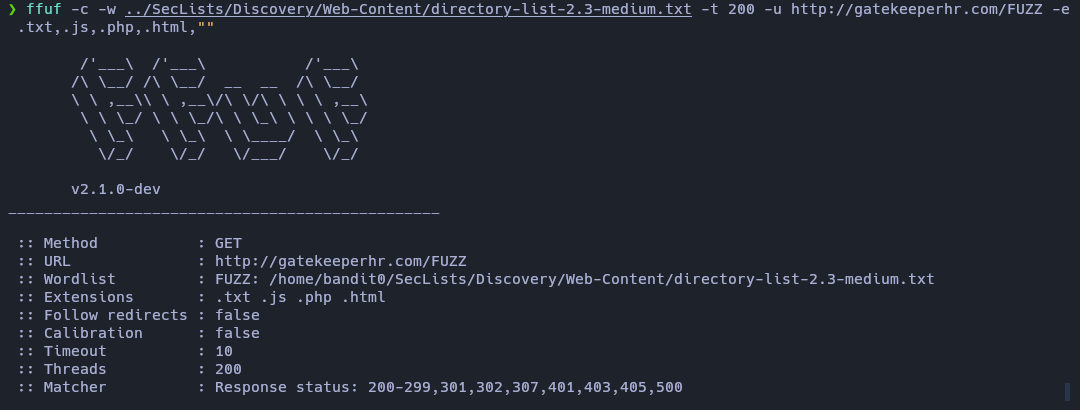 ❯ ffuf -c -w ../SecLists/Discovery/Web-Content/directory-list-2.3-medium.txt -t 200 -u http://gatekeeperhr.com/FUZZ -e
 .txt,.js,.php,.html,""

        /'___\  /'___\           /'___\
       /\ \__/ /\ \__/  __  __  /\ \__/
       \ \ ,__\\ \ ,__\/\ \/\ \ \ \ ,__\
        \ \ \_/ \ \ \_/\ \ \_\ \ \ \ \_/
         \ \_\   \ \_\  \ \____/  \ \_\
          \/_/    \/_/   \/___/    \/_/

       v2.1.0-dev
________________________________________________

 :: Method           : GET
 :: URL              : http://gatekeeperhr.com/FUZZ
 :: Wordlist         : FUZZ: /home/bandit0/SecLists/Discovery/Web-Content/directory-list-2.3-medium.txt
 :: Extensions       : .txt .js .php .html
 :: Follow redirects : false
 :: Calibration      : false
 :: Timeout          : 10
 :: Threads          : 200
 :: Matcher          : Response status: 200-299,301,302,307,401,403,405,500